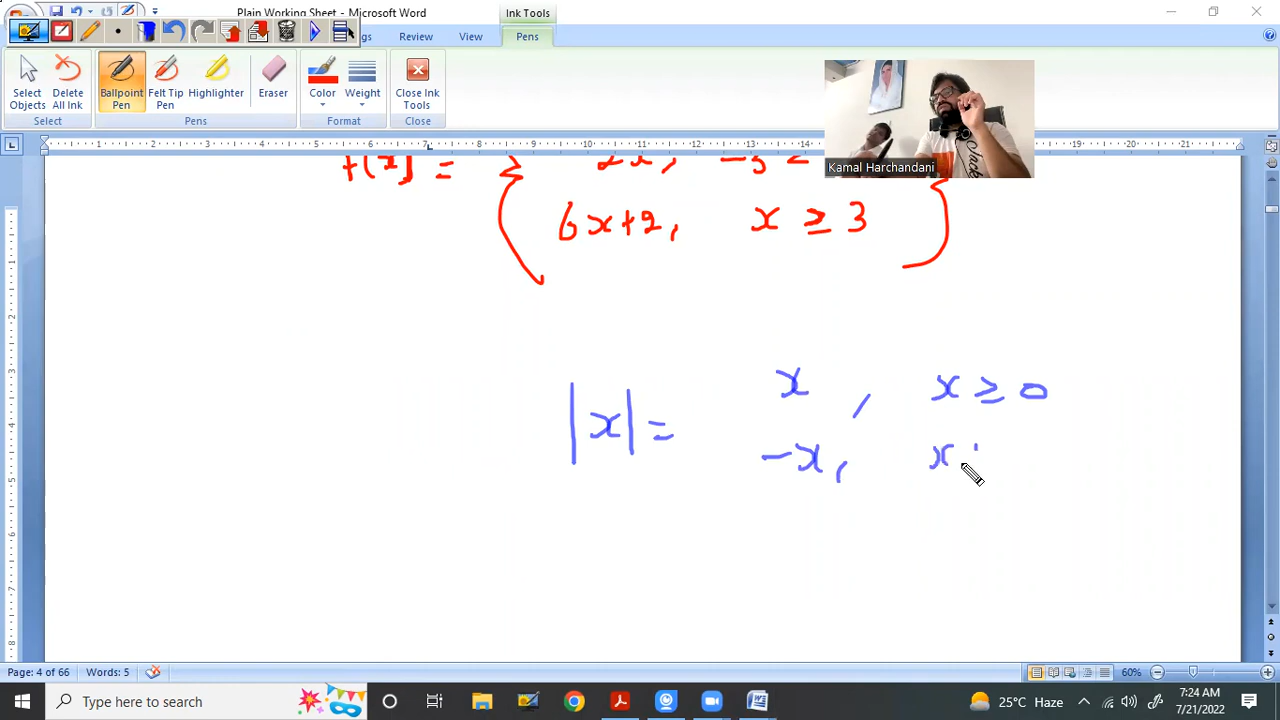 Plain Working Sheet - Microsoft Word
Ink Tools
Review View Pens
Select Objects
Delete All Ink
Ballpoint Pen
Felt Tip Pen
Highlighter
Eraser
Color
Weight
Close Ink Tools
Select
Pens
Format
Close
Kamal Harchandani
f(x) =
6x+2, x ≥ 3
|x| = x, x ≥ 0
-x, x
Page: 4 of 66 Words: 5 60%
Type here to search
25°C Haze
7:24 AM
7/21/2022